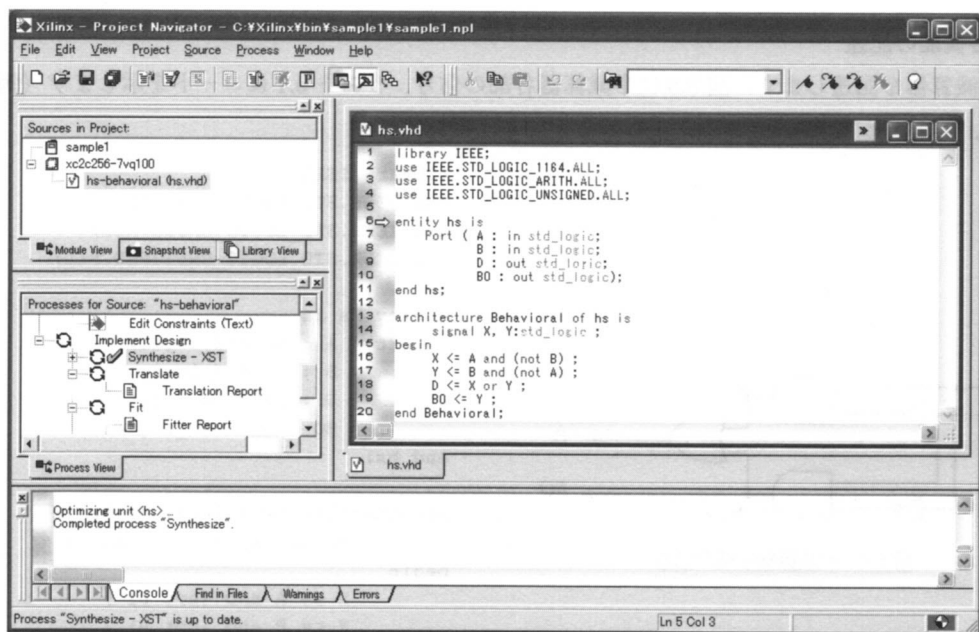 Xilinx - Project Navigator - C:¥Xilinx¥bin¥sample1¥sample1.npl
File Edit View Project Source Process Window Help
Sources in Project:
sample1
xc2c256-7vq100
hs-behavioral (hs.vhd)
Module View Snapshot View Library View
Processes for Source: "hs-behavioral"
Edit Constraints (Text)
Implement Design
Synthesize - XST
Translate
Translation Report
Fit
Fitter Report
Process View
hs.vhd
1 library IEEE;
2 use IEEE.STD_LOGIC_1164.ALL;
3 use IEEE.STD_LOGIC_ARITH.ALL;
4 use IEEE.STD_LOGIC_UNSIGNED.ALL;
5
6 entity hs is
7 Port ( A : in std_logic;
8 B : in std_logic;
9 D : out std_logic;
10 BO : out std_logic);
11 end hs;
12
13 architecture Behavioral of hs is
14 signal X, Y:std_logic ;
15 begin
16 X <= A and (not B) ;
17 Y <= B and (not A) ;
18 D <= X or Y ;
19 BO <= Y ;
20 end Behavioral;
hs.vhd
Optimizing unit <hs> ...
Completed process "Synthesize".
Console Find in Files Warnings Errors
Process "Synthesize - XST" is up to date.
Ln 5 Col 3